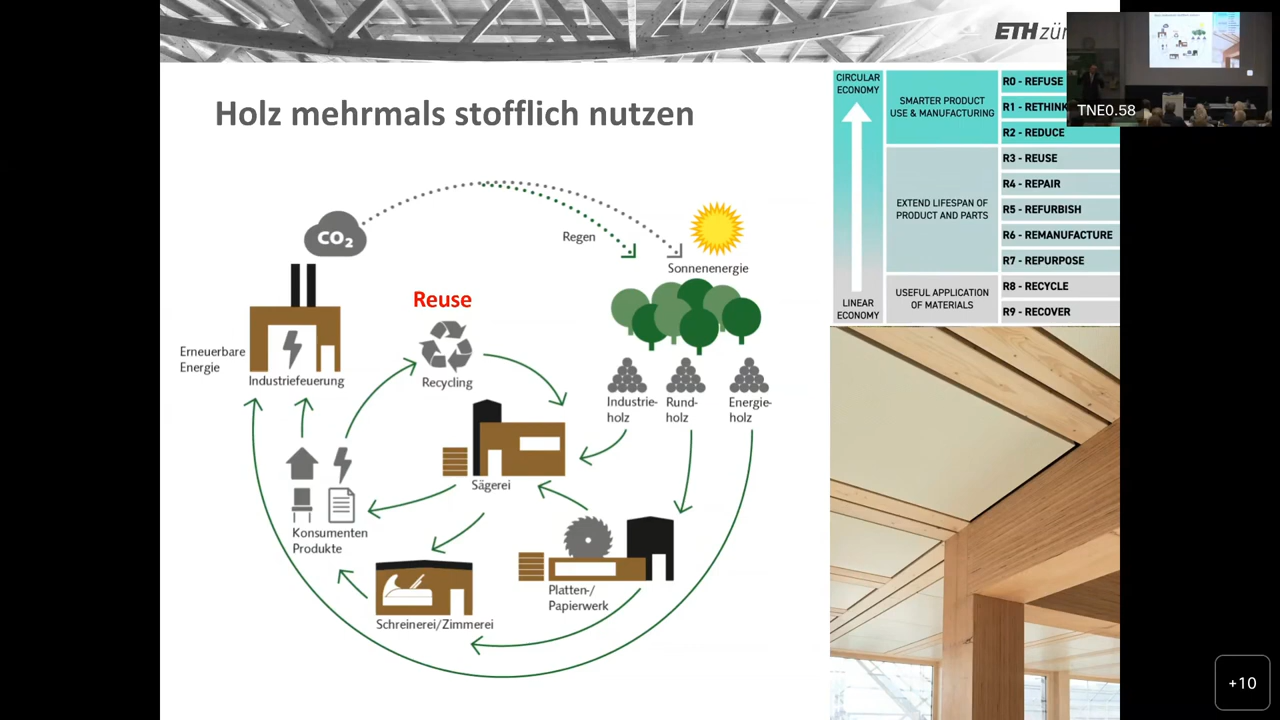 ETH zür
TNE0.58
Holz mehrmals stofflich nutzen
CO₂
Regen
Sonnenenergie
Reuse
Recycling
Erneuerbare
Energie
Industriefeuerung
Industrie-
holz
Rund-
holz
Energie-
holz
Sägerei
Konsumenten
Produkte
Platten-/
Papierwerk
Schreinerei/Zimmerei
CIRCULAR
ECONOMY
LINEAR
ECONOMY
SMARTER PRODUCT
USE & MANUFACTURING
R0 - REFUSE
R1 - RETHINK
R2 - REDUCE
EXTEND LIFESPAN OF
PRODUCT AND PARTS
R3 - REUSE
R4 - REPAIR
R5 - REFURBISH
R6 - REMANUFACTURE
R7 - REPURPOSE
USEFUL APPLICATION
OF MATERIALS
R8 - RECYCLE
R9 - RECOVER
+10